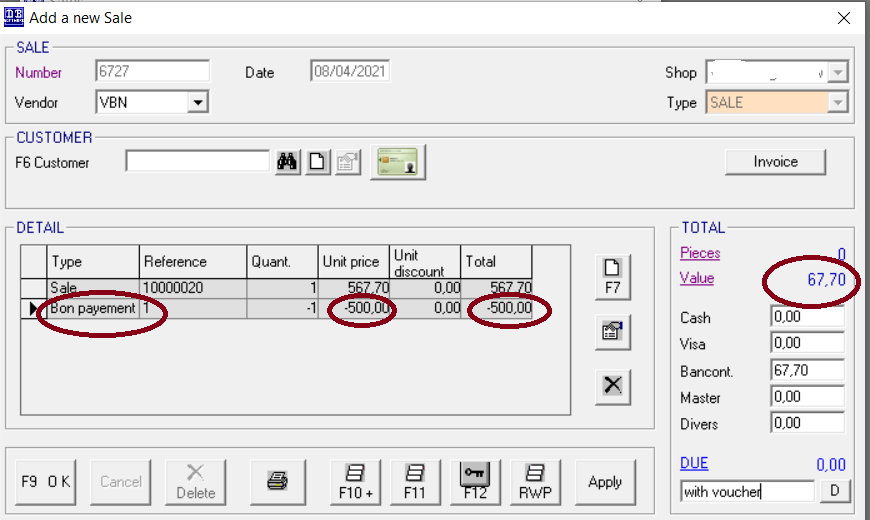 Add a new Sale
SALE
Number 6727 Date 08/04/2021 Shop
Vendor VBN Type SALE
CUSTOMER
F6 Customer Invoice
DETAIL
Type Reference Quant. Unit price Unit discount Total
Sale 10000020 1 567,70 0,00 567,70
Bon payement 1 -1 -500,00 0,00 -500,00
F7
TOTAL
Pieces 0
Value 67,70
Cash 0,00
Visa 0,00
Bancont. 67,70
Master 0,00
Divers 0,00
DUE 0,00
with voucher D
F9 O K Cancel Delete F10 + F11 F12 RWP Apply